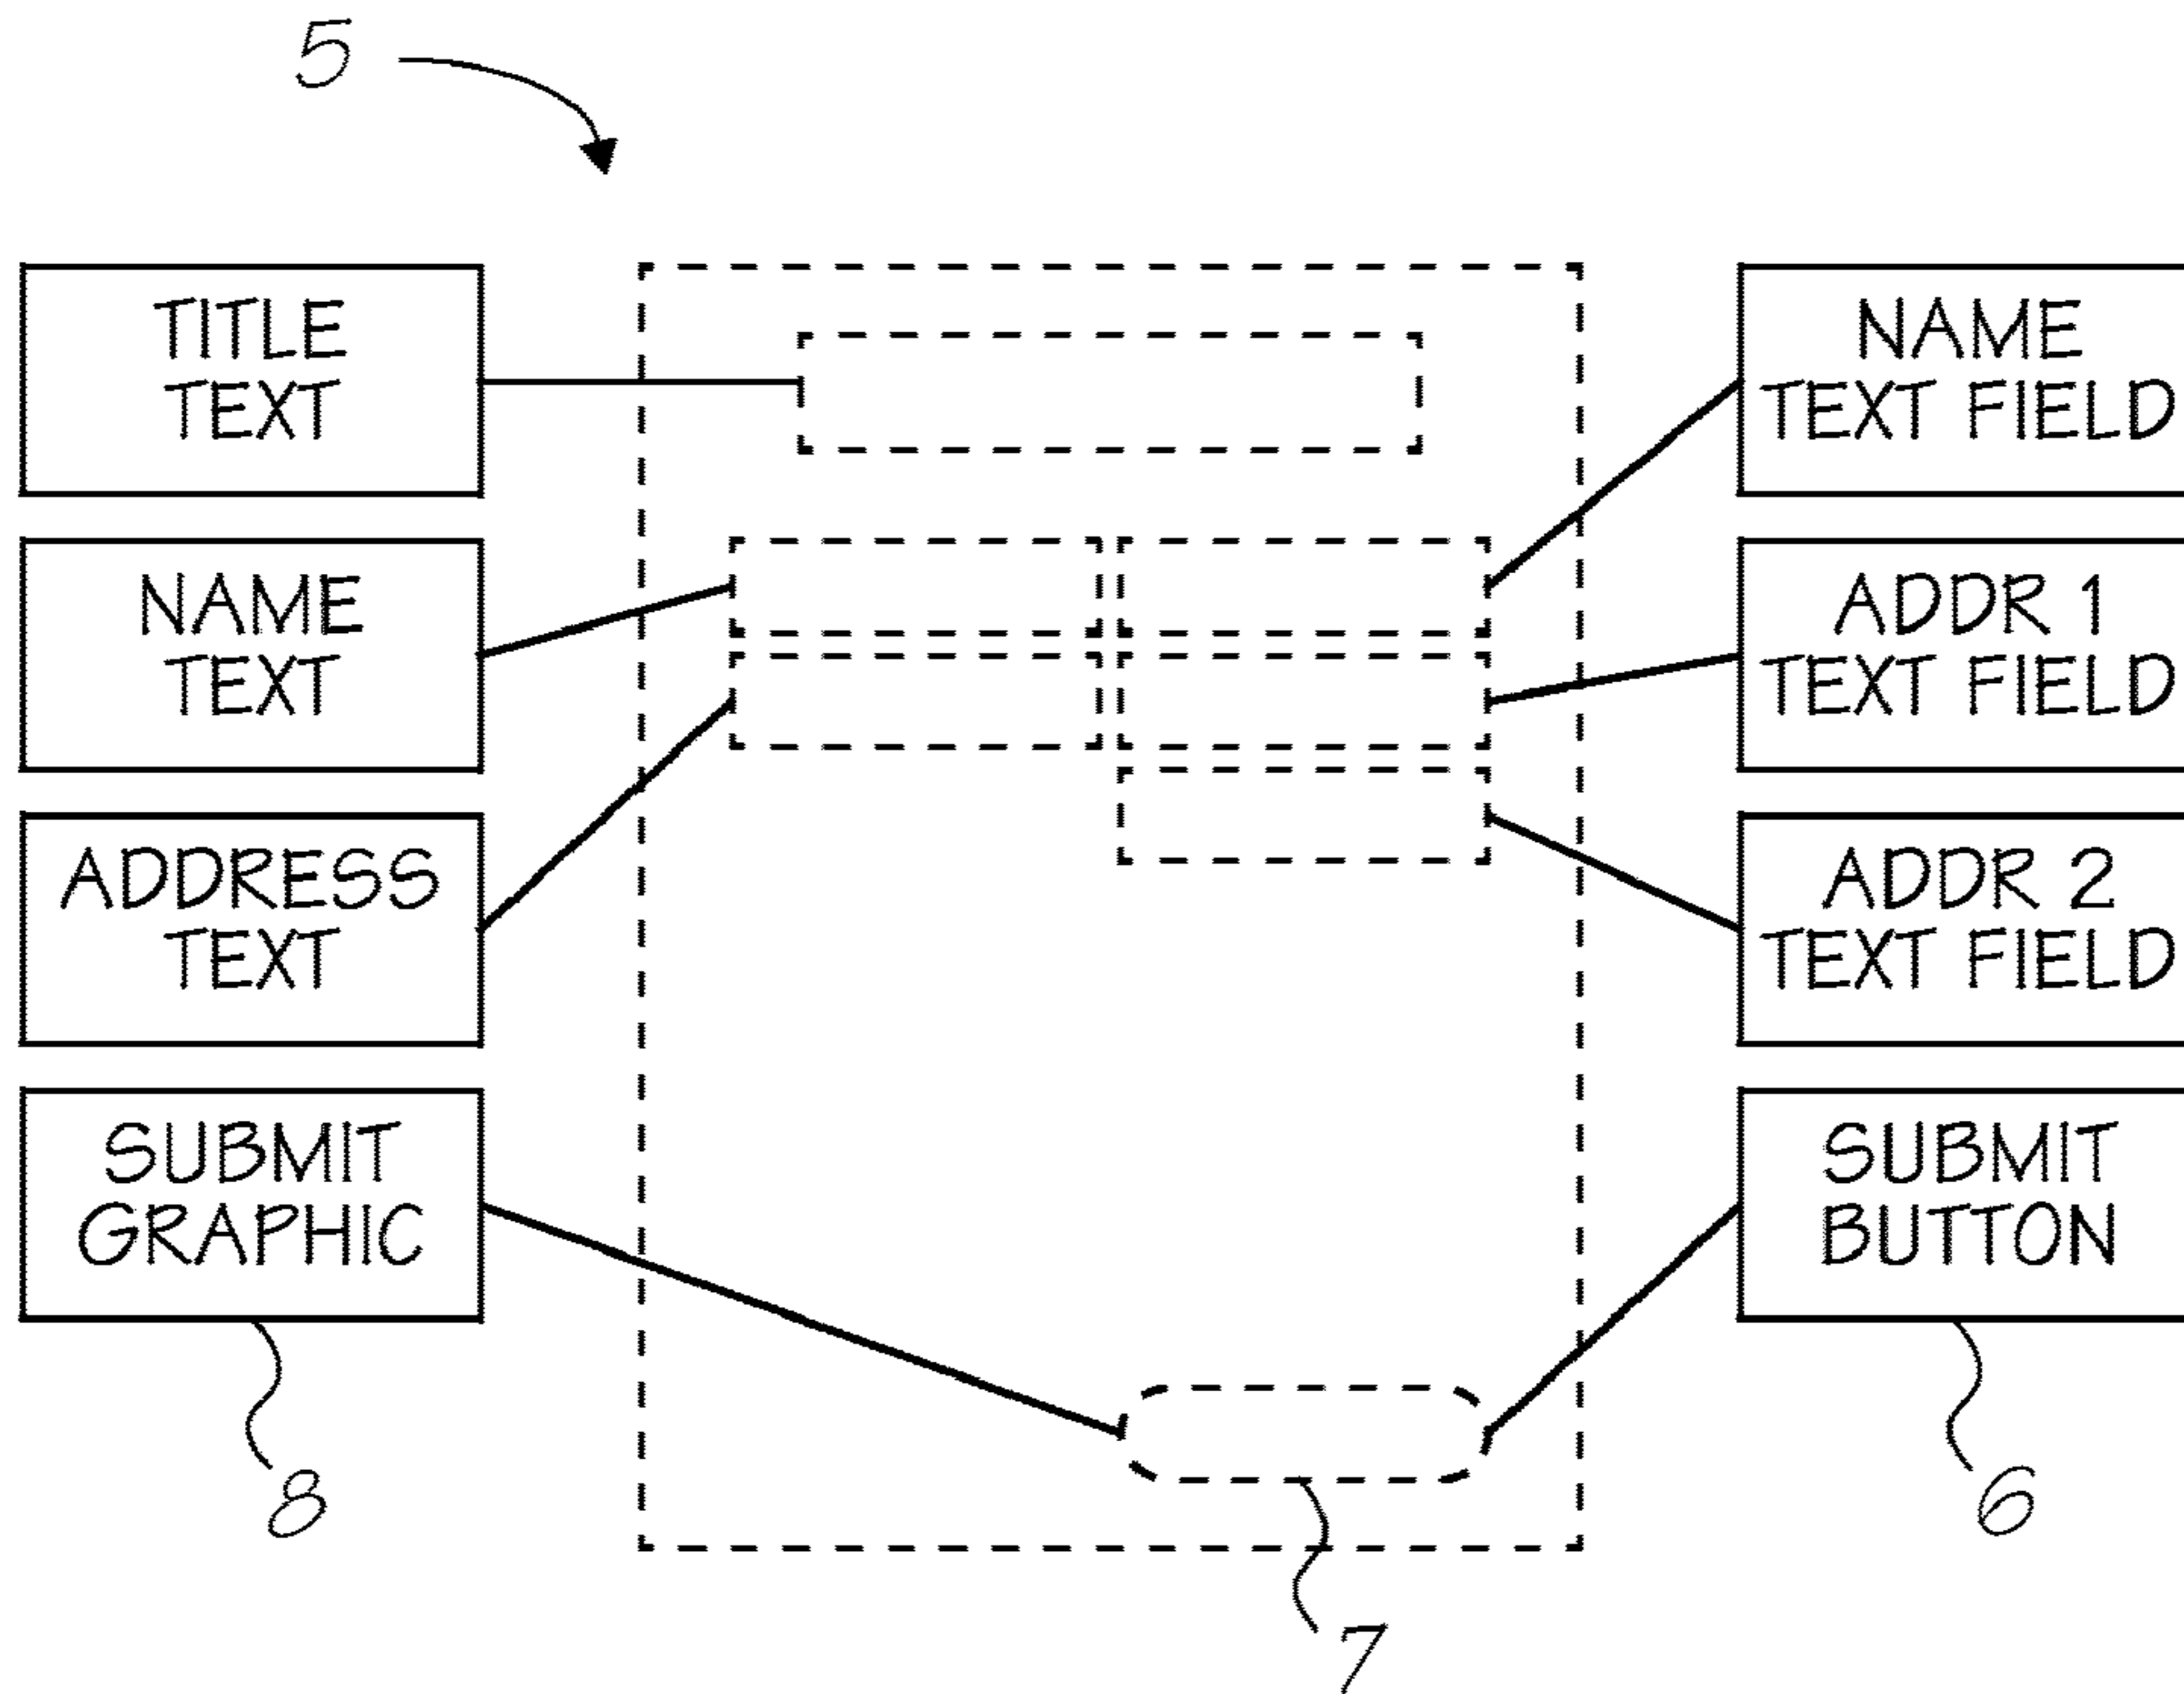 5
TITLE
TEXT
NAME
TEXT
ADDRESS
TEXT
SUBMIT
GRAPHIC
8
NAME
TEXT FIELD
ADDR 1
TEXT FIELD
ADDR 2
TEXT FIELD
SUBMIT
BUTTON
6
7